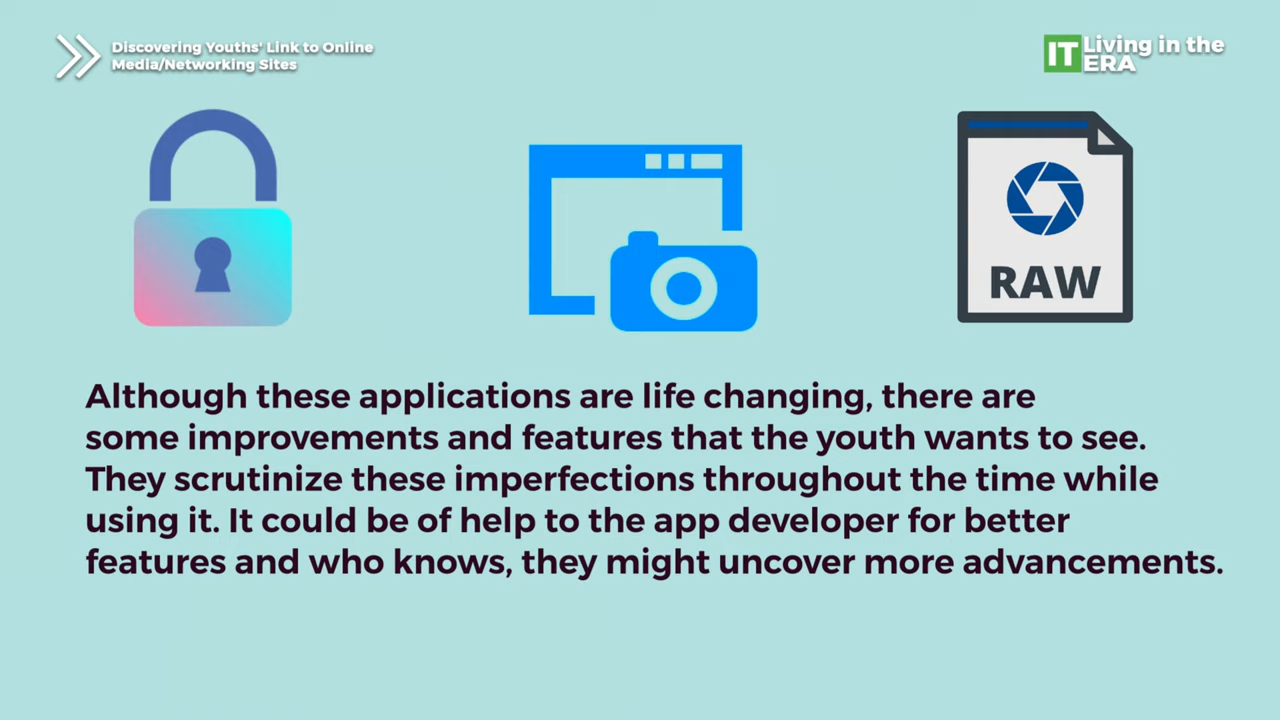 Discovering Youths' Link to Online
Media/Networking Sites
IT Living in the
ERA
RAW
Although these applications are life changing, there are
some improvements and features that the youth wants to see.
They scrutinize these imperfections throughout the time while
using it. It could be of help to the app developer for better
features and who knows, they might uncover more advancements.